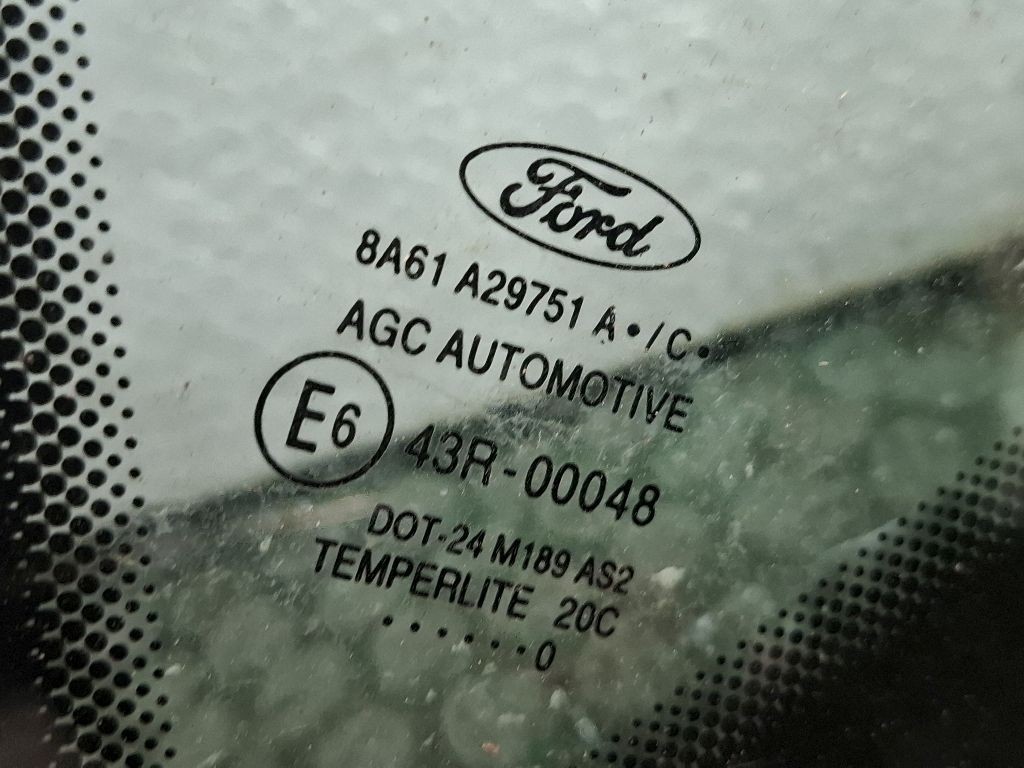 Ford
8A61 A29751 A•/C•
AGC AUTOMOTIVE
E6 43R-00048
DOT-24 M189 AS2
TEMPERLITE 20C
......0